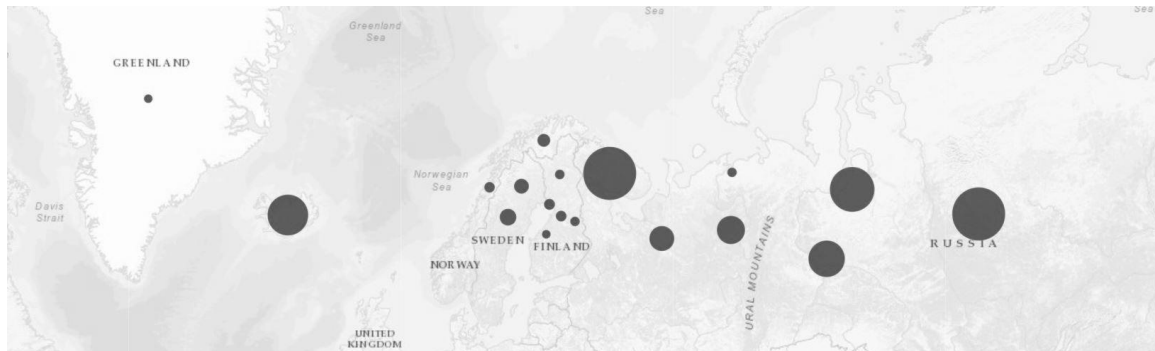 Sea
Sea
Greenland
Sea
GREENLAND
Norwegian
Sea
Davis
Strait
SWEDEN
FINLAND
RUSSIA
NORWAY
URAL MOUNTAINS
UNITED
KINGDOM